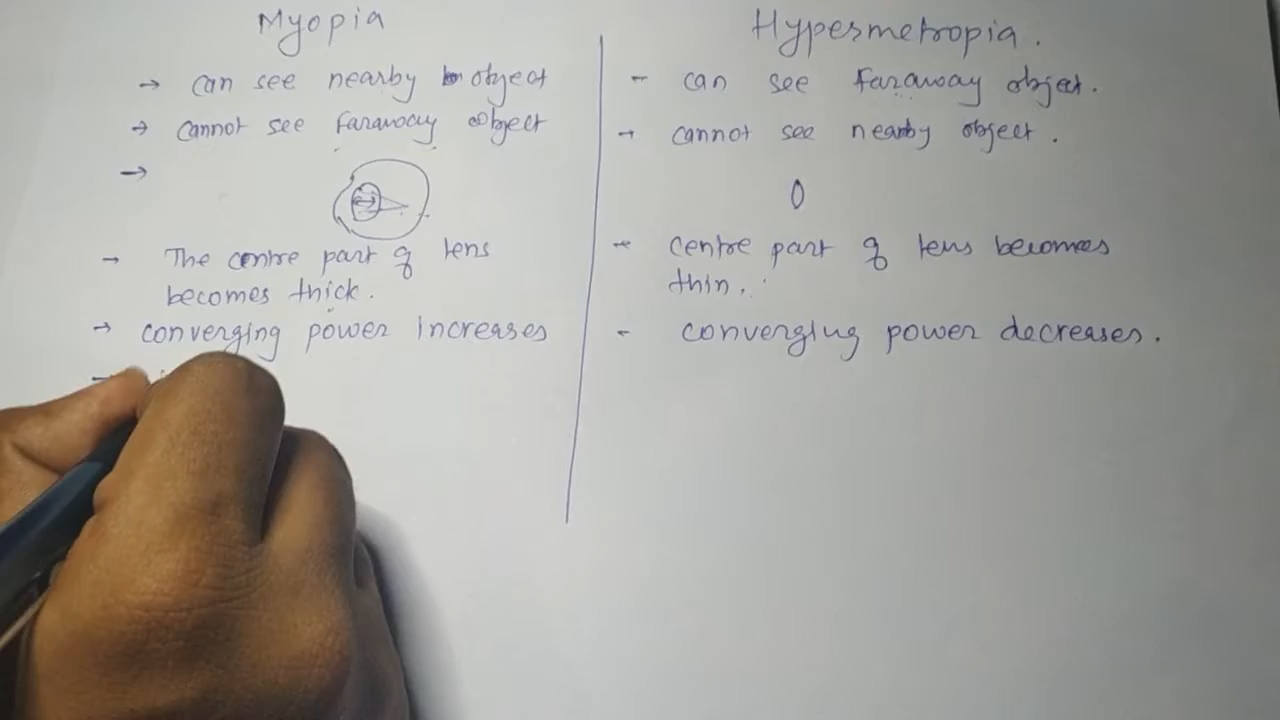 Myopia
→ can see nearby object
→ cannot see faraway object
→
→ The centre part of lens
becomes thick.
→ converging power increases
→
Hypermetropia.
- can see faraway object.
→ cannot see nearby object.
- centre part of lens becomes
thin.
- converging power decreases.